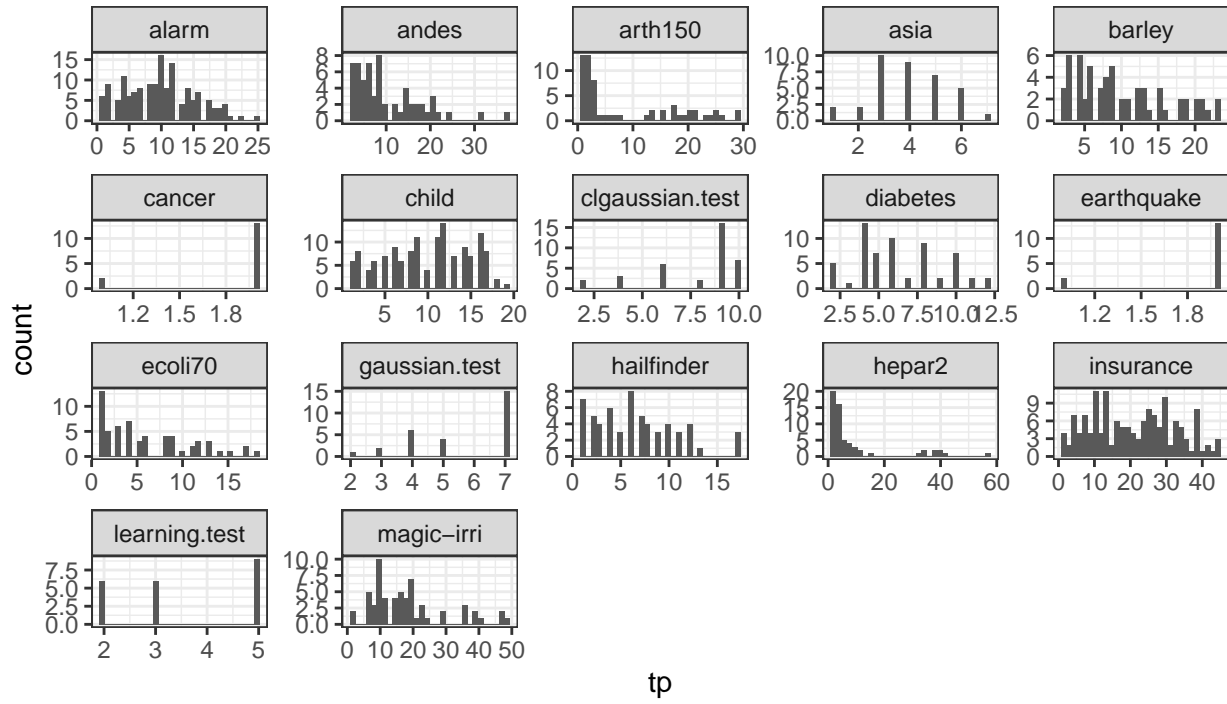 alarm andes arth150 asia barley
15 10 5 0
8 6 4 2 0
10 5 0
10.0 7.5 5.0 2.5 0.0
6 4 2 0
0 5 10 15 20 25
10 20 30
0 10 20 30
2 4 6
5 10 15 20
cancer child clgaussian.test diabetes earthquake
10 5 0
10 5 0
15 10 5 0
10 5 0
10 5 0
1.2 1.5 1.8
5 10 15 20
2.5 5.0 7.5 10.0
2.5 5.0 7.5 10.0 12.5
1.2 1.5 1.8
count
ecoli70 gaussian.test hailfinder hepar2 insurance
10 5 0
15 10 5 0
8 6 4 2 0
20 15 10 5 0
9 6 3 0
0 5 10 15
2 3 4 5 6 7
0 5 10 15
0 20 40 60
0 10 20 30 40
learning.test magic−irri
7.5 5.0 2.5 0.0
10.0 7.5 5.0 2.5 0.0
2 3 4 5
0 10 20 30 40 50
tp